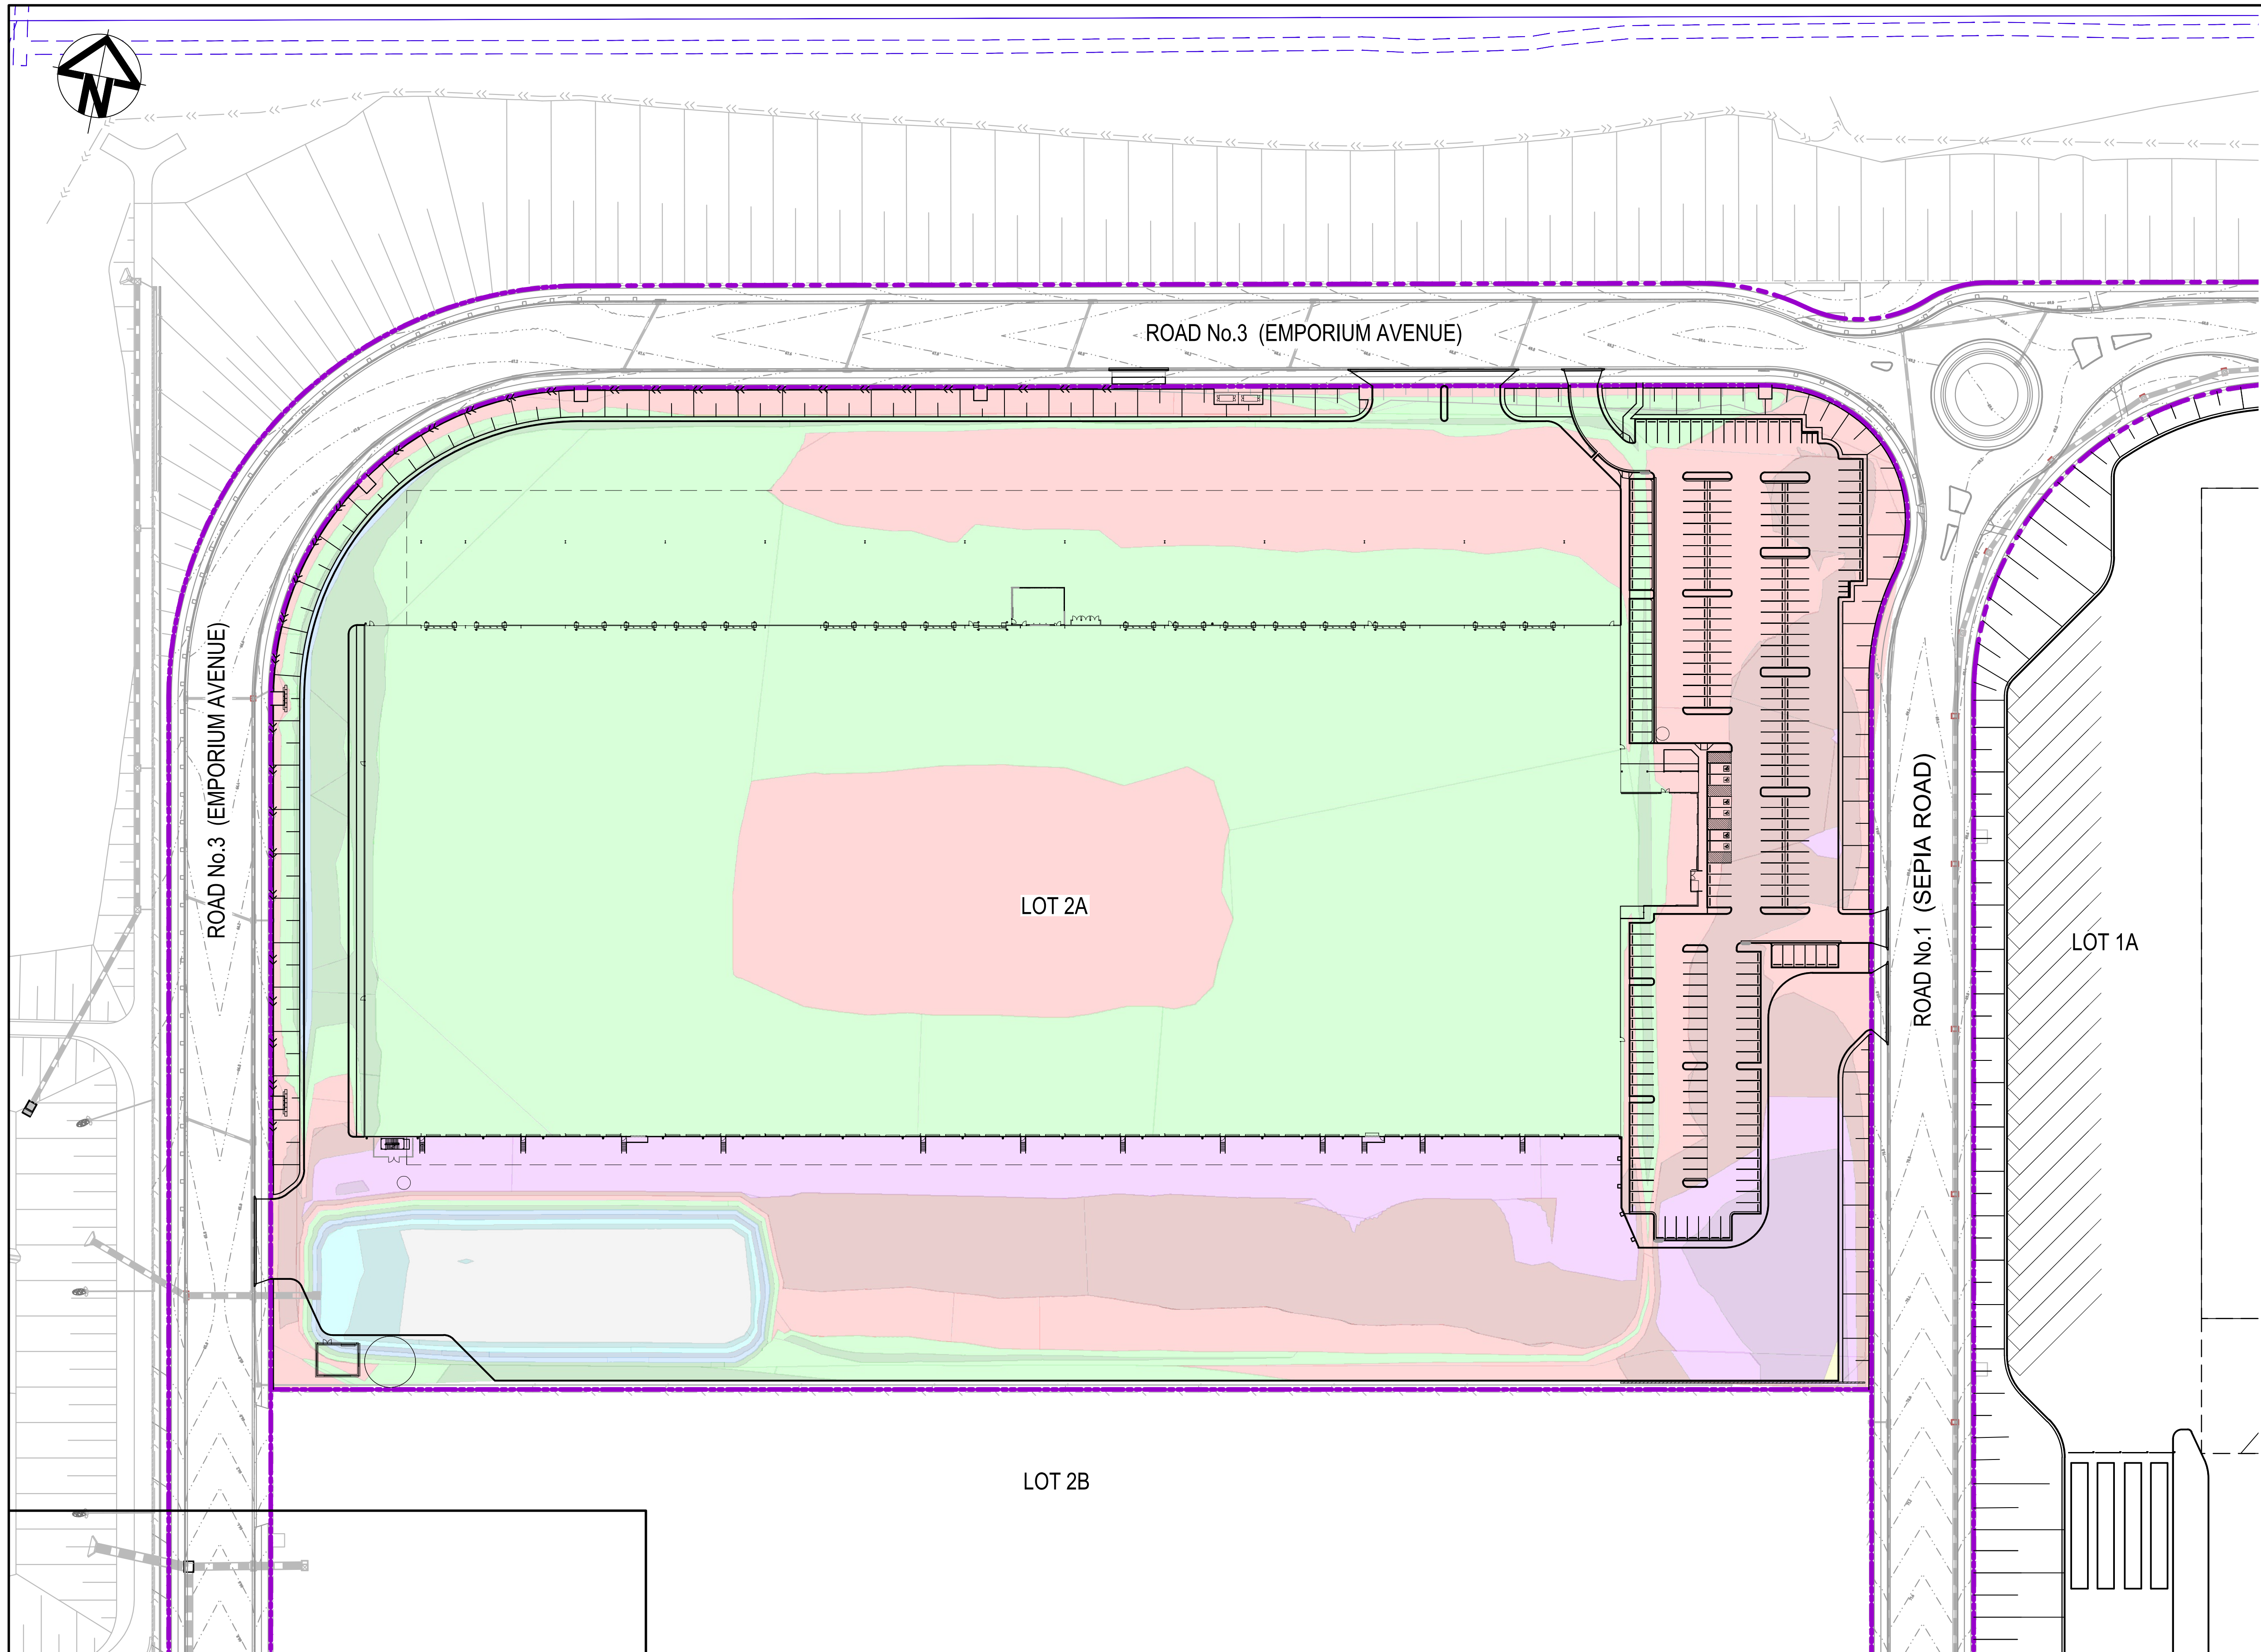 N
ROAD No.3 (EMPORIUM AVENUE)
ROAD No.3 (EMPORIUM AVENUE)
LOT 2A
ROAD No.1 (SEPIA ROAD)
LOT 1A
LOT 2B